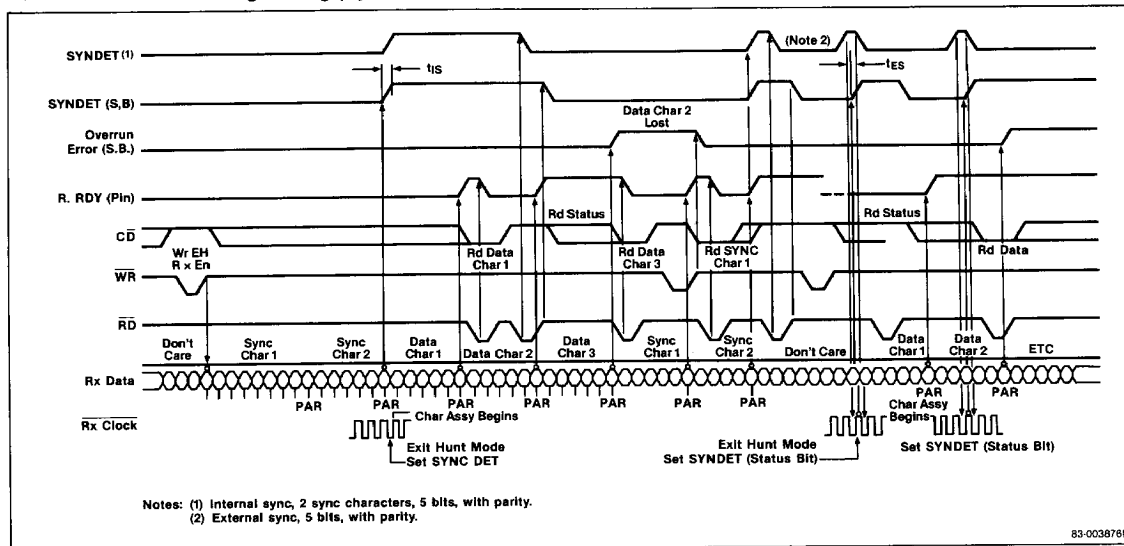 SYNDET (1)
(Note 2)
tIS
tES
SYNDET (S,B)
Data Char 2
Lost
Overrun
Error (S.B.)
R. RDY (Pin)
Rd Status
Rd Status
CD̅
Wr EH
R x En
Rd Data
Char 1
Rd Data
Char 3
Rd SYNC
Char 1
Rd Data
W̅R̅
R̅D̅
Don't
Care
Sync
Char 1
Sync
Char 2
Data
Char 1
Data Char 2
Data
Char 3
Sync
Char 1
Sync
Char 2
Don't Care
Data
Char 1
Data
Char 2
ETC
Rx Data
PAR PAR PAR PAR PAR PAR PAR PAR PAR
R̅x̅ C̅l̅o̅c̅k̅
Char Assy Begins
Char Assy
Begins
Exit Hunt Mode
Set SYNC DET
Exit Hunt Mode
Set SYNDET (Status Bit)
Set SYNDET (Status Bit)
Notes: (1) Internal sync, 2 sync characters, 5 bits, with parity.
(2) External sync, 5 bits, with parity.